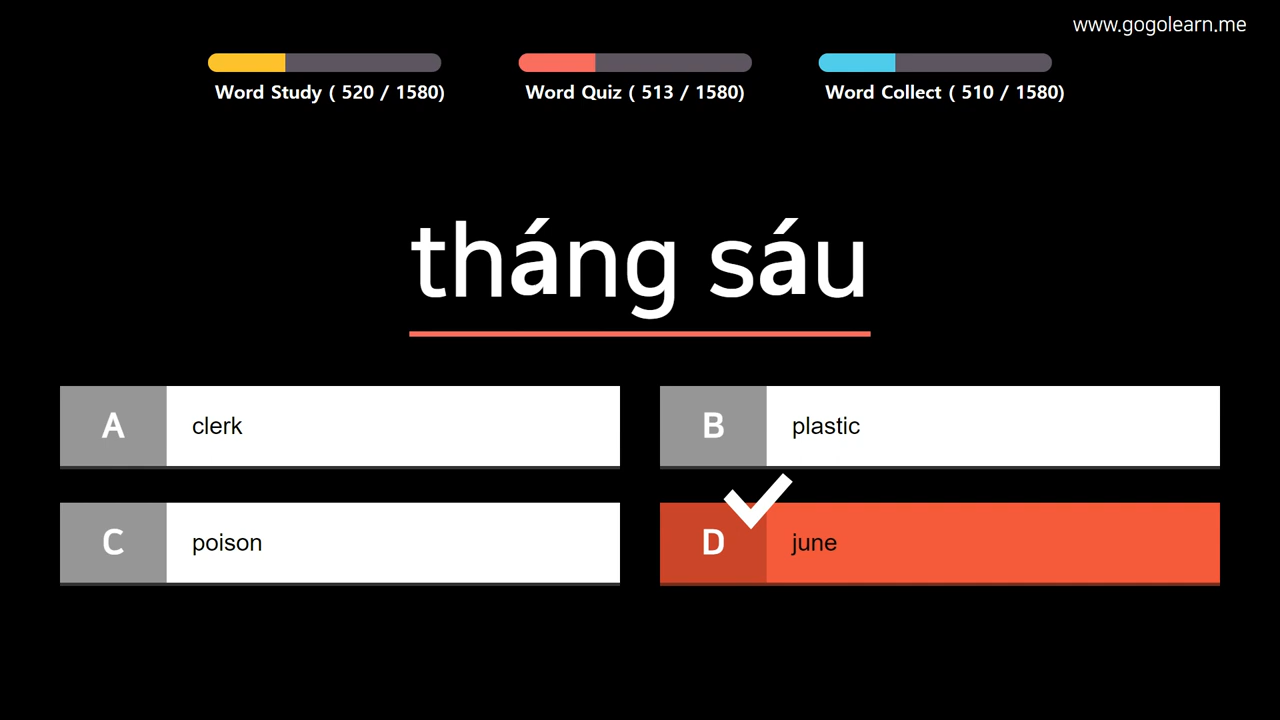 www.gogolearn.me
Word Study ( 520 / 1580)
Word Quiz ( 513 / 1580)
Word Collect ( 510 / 1580)
tháng sáu
A clerk
B plastic
C poison
D june